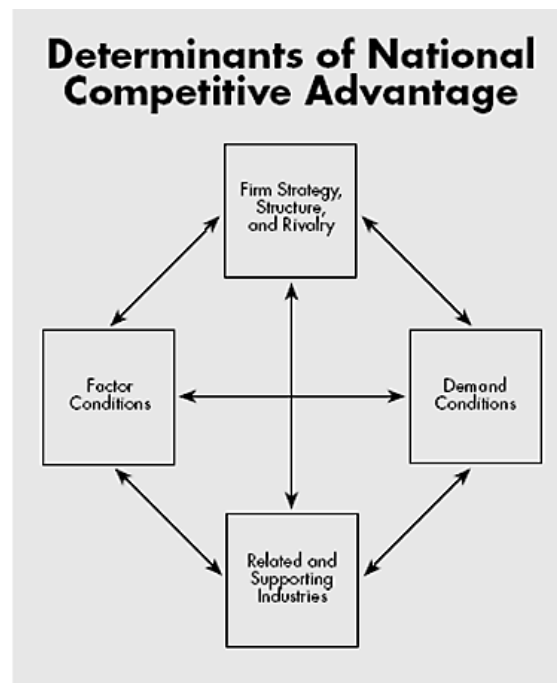 Determinants of National
Competitive Advantage
Firm Strategy,
Structure,
and Rivalry
Factor
Conditions
Demand
Conditions
Related and
Supporting
Industries